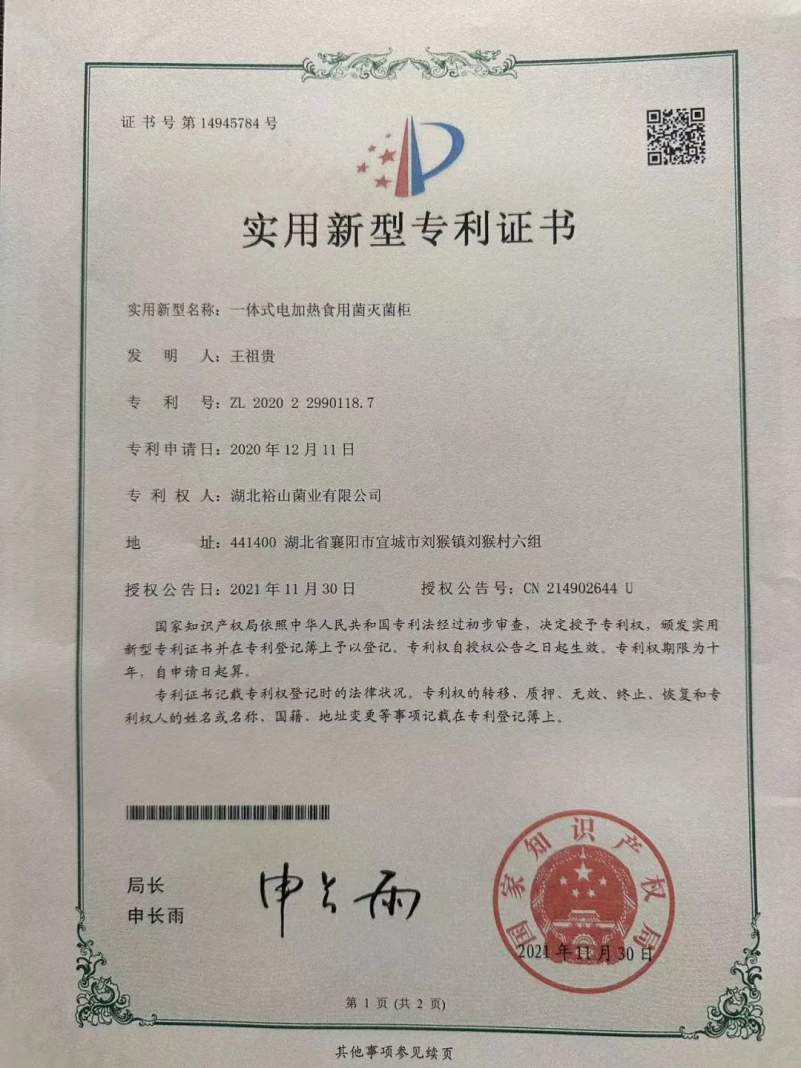 证书号第14945784号
实用新型专利证书
实用新型名称：一体式电加热食用菌灭菌柜
发明人：王祖贵
专利号：ZL 2020 2 2990118.7
专利申请日：2020年12月11日
专利权人：湖北裕山菌业有限公司
地址：441400 湖北省襄阳市宜城市刘猴镇刘猴村六组
授权公告日：2021年11月30日 授权公告号：CN 214902644 U
国家知识产权局依照中华人民共和国专利法经过初步审查，决定授予专利权，颁发实用
新型专利证书并在专利登记簿上予以登记。专利权自授权公告之日起生效。专利权期限为十
年，自申请日起算。
专利证书记载专利权登记时的法律状况。专利权的转移、质押、无效、终止、恢复和专
利权人的姓名或名称、国籍、地址变更等事项记载在专利登记簿上。
局长
申长雨
申长雨
国家知识产权局
2021年11月30日
第 1 页 (共 2 页)
其他事项参见续页